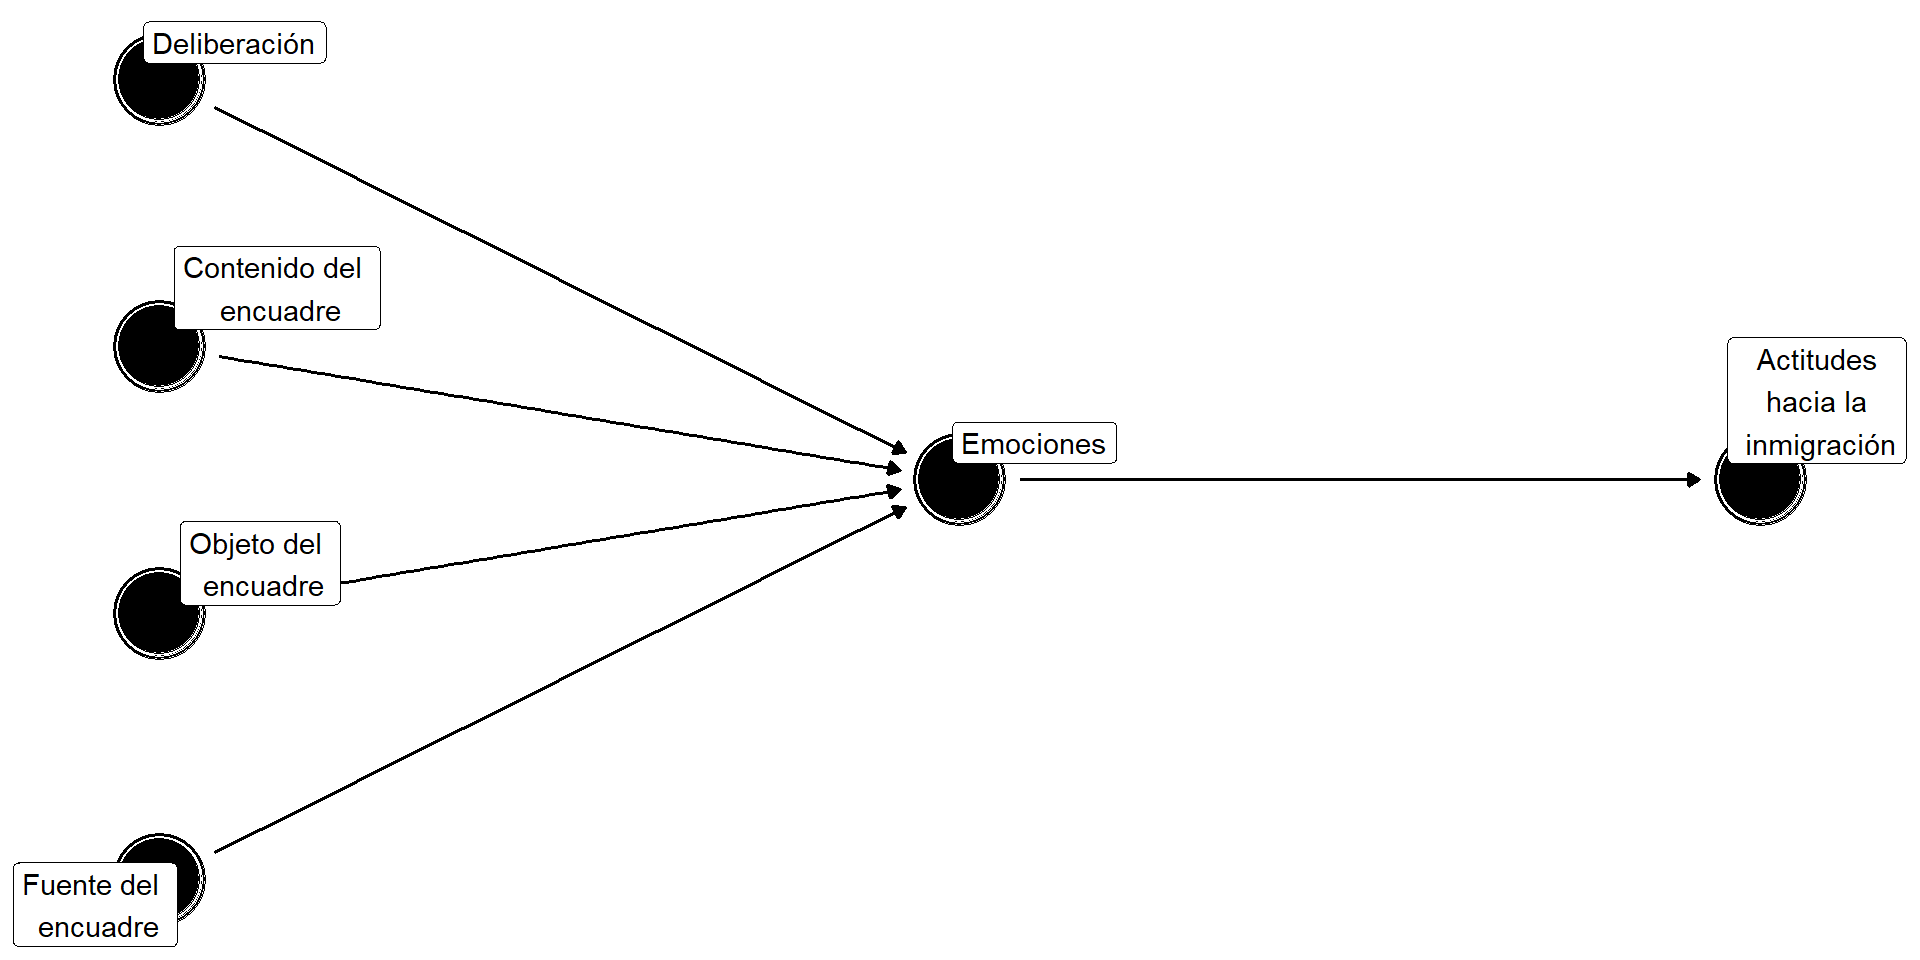 Deliberación
Contenido del
encuadre
Objeto del
encuadre
Fuente del
encuadre
Emociones
Actitudes
hacia la
inmigración